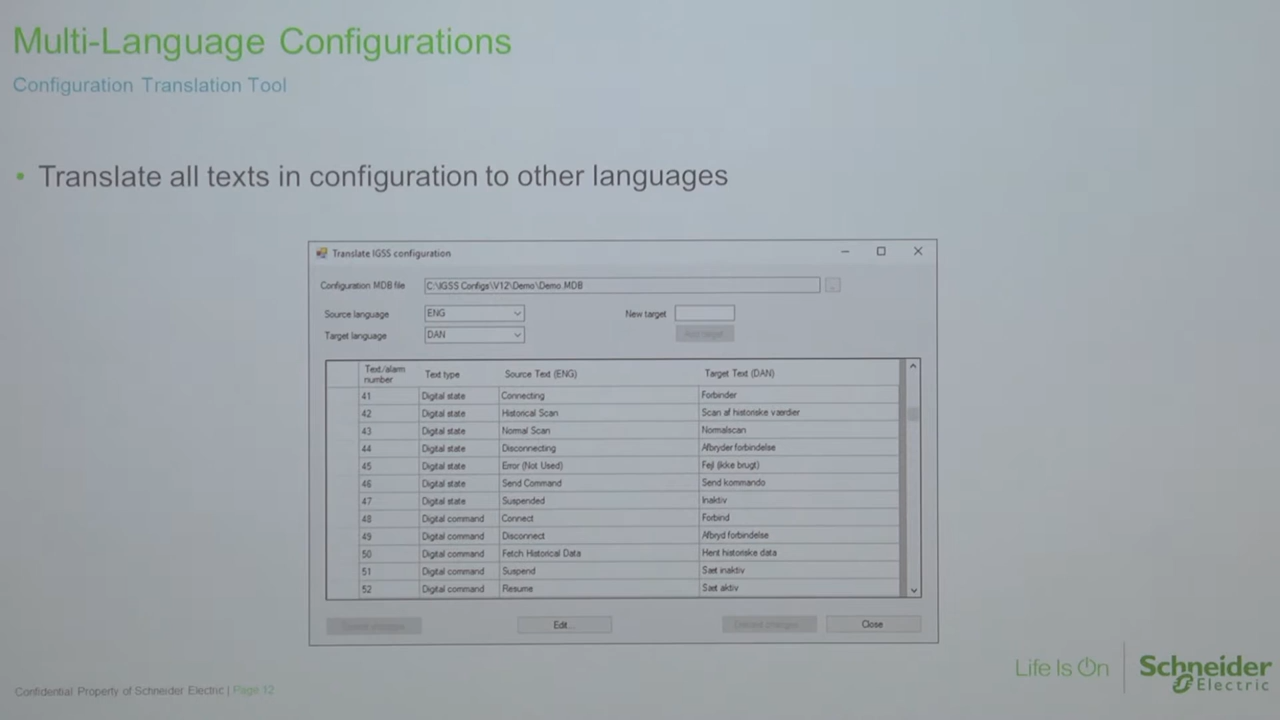 Multi-Language Configurations
Configuration Translation Tool
• Translate all texts in configuration to other languages
Translate IGSS configuration
Configuration MDB file C:\IGSS Configs\V12\Demo\Demo.MDB ...
Source language ENG New target
Target language DAN
Text/alarm number Text type Source Text (ENG) Target Text (DAN)
41 Digital state Connecting Forbinder
42 Digital state Historical Scan Scan af historiske værdier
43 Digital state Normal Scan Normalscan
44 Digital state Disconnecting Afbryder forbindelse
45 Digital state Error (Not Used) Fejl (ikke brugt)
46 Digital state Send Command Send kommando
47 Digital state Suspended Inaktiv
48 Digital command Connect Forbind
49 Digital command Disconnect Afbryd forbindelse
50 Digital command Fetch Historical Data Hent historiske data
51 Digital command Suspend Sæt inaktiv
52 Digital command Resume Sæt aktiv
Edit... Close
Life Is On Schneider Electric
Confidential Property of Schneider Electric | Page 12